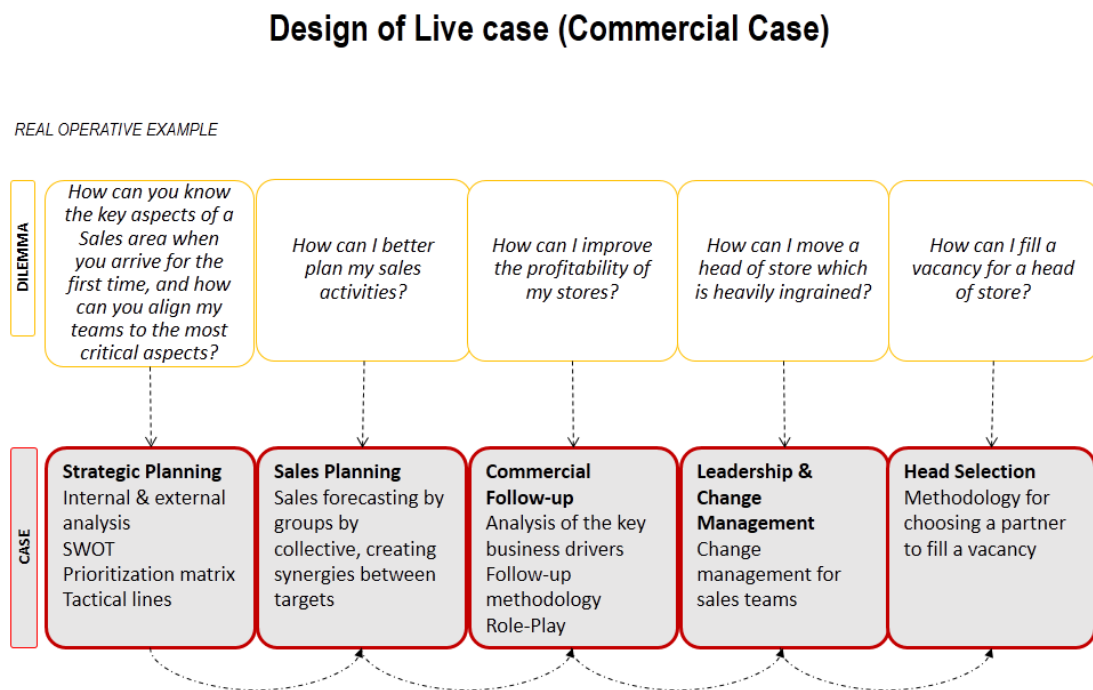 Design of Live case (Commercial Case)
REAL OPERATIVE EXAMPLE
DILEMMA
How can you know
the key aspects of a
Sales area when
you arrive for the
first time, and how
can you align my
teams to the most
critical aspects?
How can I better
plan my sales
activities?
How can I improve
the profitability of
my stores?
How can I move a
head of store which
is heavily ingrained?
How can I fill a
vacancy for a head
of store?
CASE
Strategic Planning
Internal & external
analysis
SWOT
Prioritization matrix
Tactical lines
Sales Planning
Sales forecasting by
groups by
collective, creating
synergies between
targets
Commercial
Follow-up
Analysis of the key
business drivers
Follow-up
methodology
Role-Play
Leadership &
Change
Management
Change
management for
sales teams
Head Selection
Methodology for
choosing a partner
to fill a vacancy